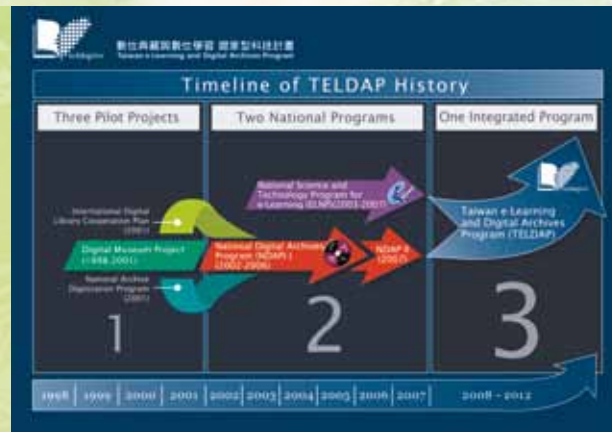 數位典藏與數位學習 國家型科技計畫
Taiwan e-Learning and Digital Archives Program
Timeline of TELDAP History
Three Pilot Projects
Two National Programs
One Integrated Program
International Digital
Library Cooperation Plan
(2001)
Digital Museum Project
(1998-2001)
National Archive
Digitization Program
(2001)
1
National Science and
Technology Program for
e-Learning (ELNP)(2003-2007)
National Digital Archives
Program (NDAP) I
(2002-2006)
NDAP II
(2007)
2
Taiwan e-Learning
and Digital Archives
Program (TELDAP)
3
1998 1999 2000 2001 2002 2003 2004 2005 2006 2007 2008 - 2012